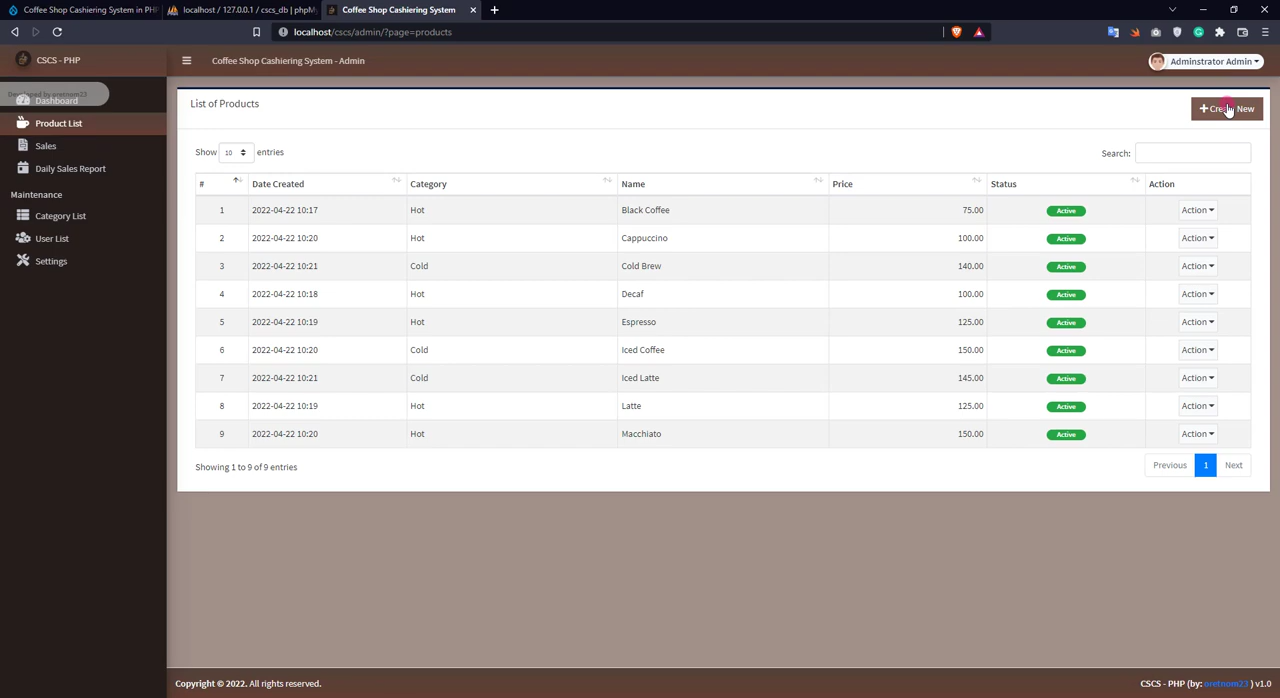 Coffee Shop Cashiering System in PHP
localhost / 127.0.0.1 / cscs_db | phpMy
Coffee Shop Cashiering System
localhost/cscs/admin/?page=products
CSCS - PHP
Coffee Shop Cashiering System - Admin
Adminstrator Admin
Developed by oretnom23
Dashboard
Product List
Sales
Daily Sales Report
Maintenance
Category List
User List
Settings
List of Products
+ Create New
Show 10 entries
Search:
# Date Created Category Name Price Status Action
1 2022-04-22 10:17 Hot Black Coffee 75.00 Active Action
2 2022-04-22 10:20 Hot Cappuccino 100.00 Active Action
3 2022-04-22 10:21 Cold Cold Brew 140.00 Active Action
4 2022-04-22 10:18 Hot Decaf 100.00 Active Action
5 2022-04-22 10:19 Hot Espresso 125.00 Active Action
6 2022-04-22 10:20 Cold Iced Coffee 150.00 Active Action
7 2022-04-22 10:21 Cold Iced Latte 145.00 Active Action
8 2022-04-22 10:19 Hot Latte 125.00 Active Action
9 2022-04-22 10:20 Hot Macchiato 150.00 Active Action
Showing 1 to 9 of 9 entries
Previous 1 Next
Copyright © 2022. All rights reserved.
CSCS - PHP (by: oretnom23 ) v1.0